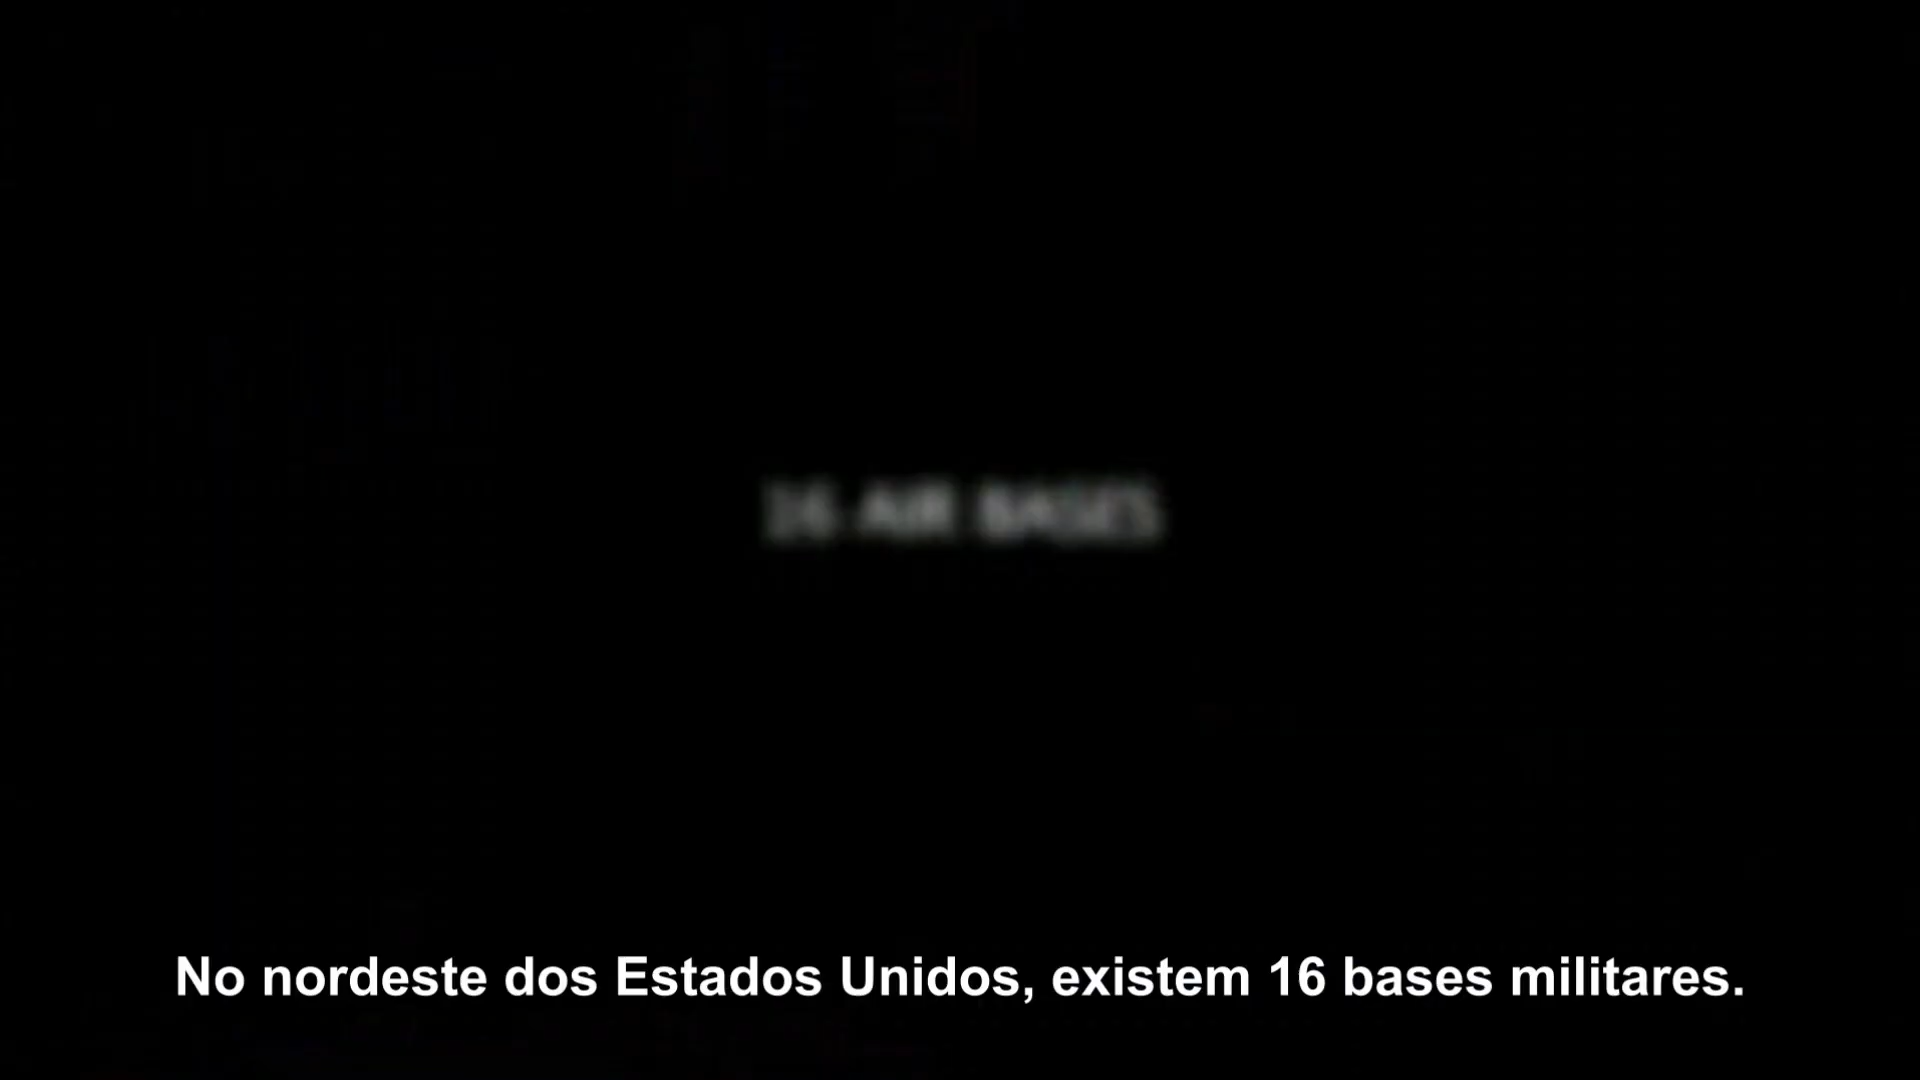 16 AIR BASES
No nordeste dos Estados Unidos, existem 16 bases militares.